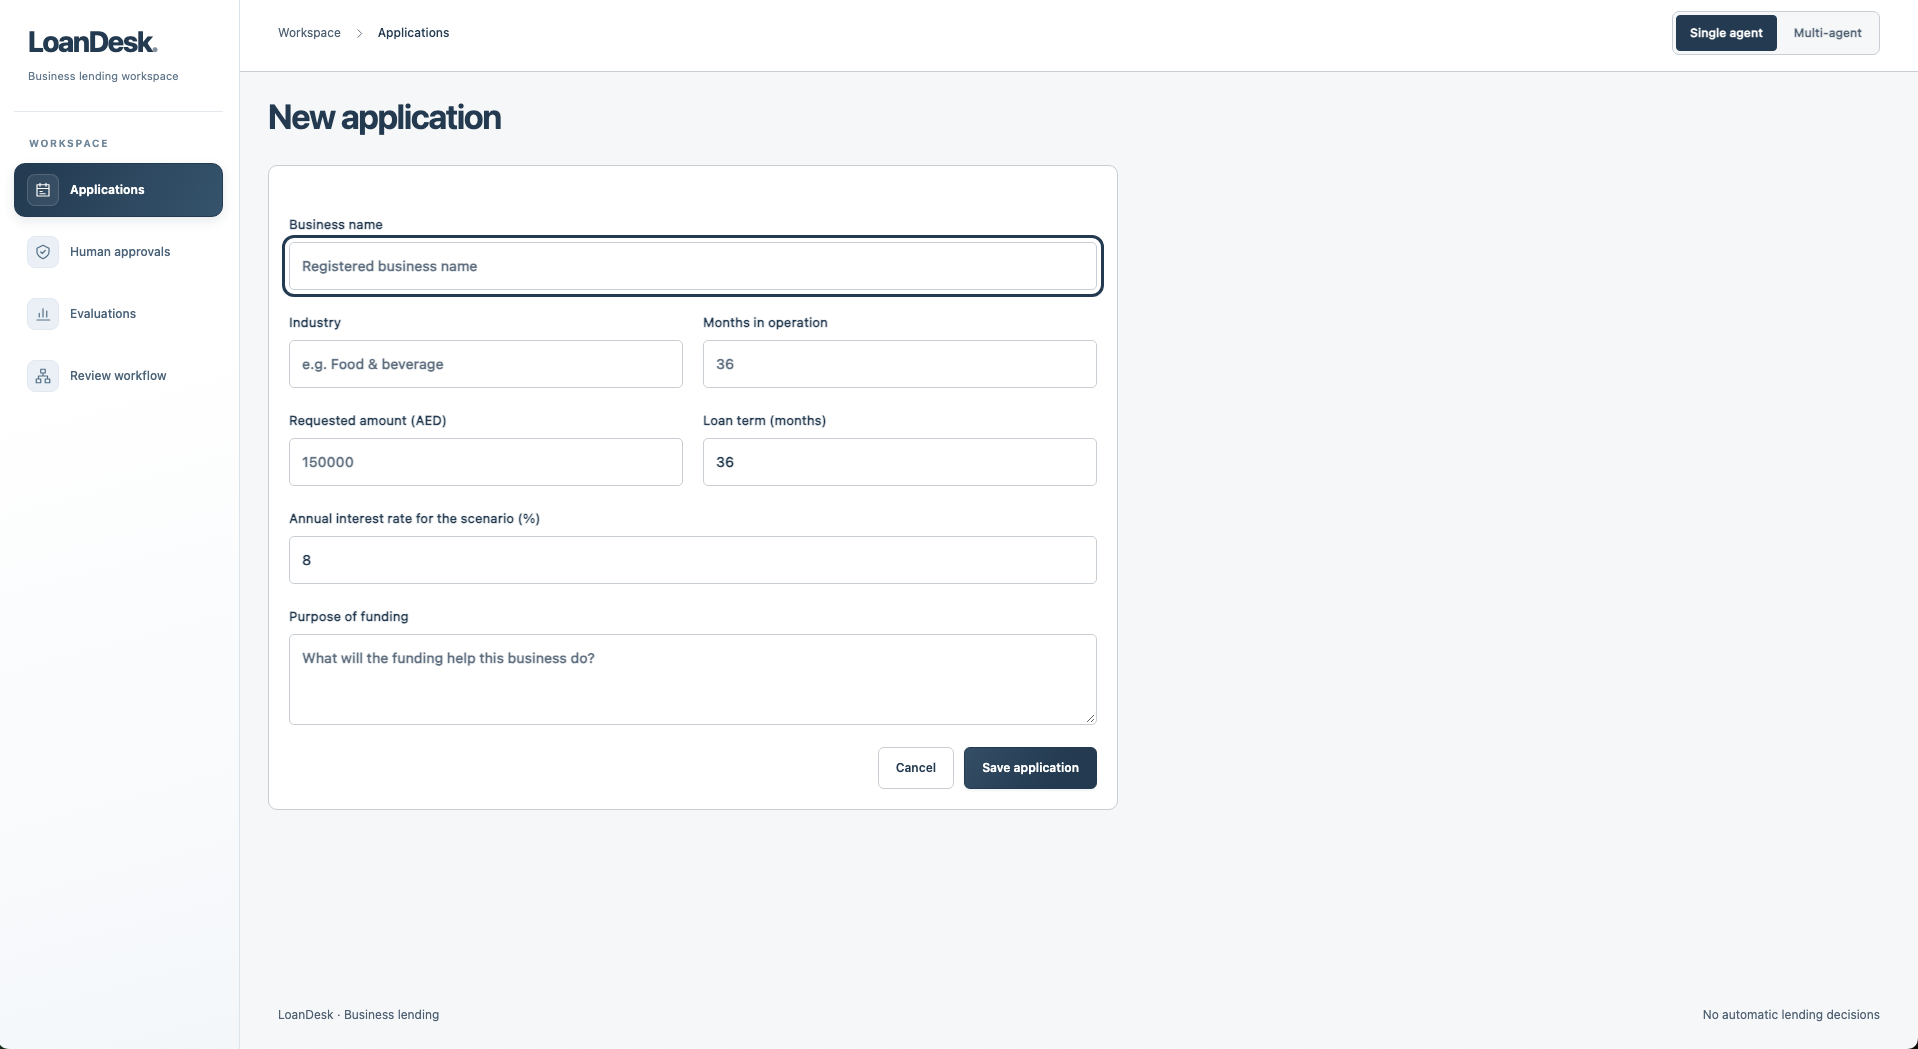 LoanDesk.
Business lending workspace
WORKSPACE
Applications
Human approvals
Evaluations
Review workflow
Workspace > Applications
Single agent Multi-agent
New application
Business name
Registered business name
Industry Months in operation
e.g. Food & beverage 36
Requested amount (AED) Loan term (months)
150000 36
Annual interest rate for the scenario (%)
8
Purpose of funding
What will the funding help this business do?
Cancel Save application
LoanDesk · Business lending No automatic lending decisions